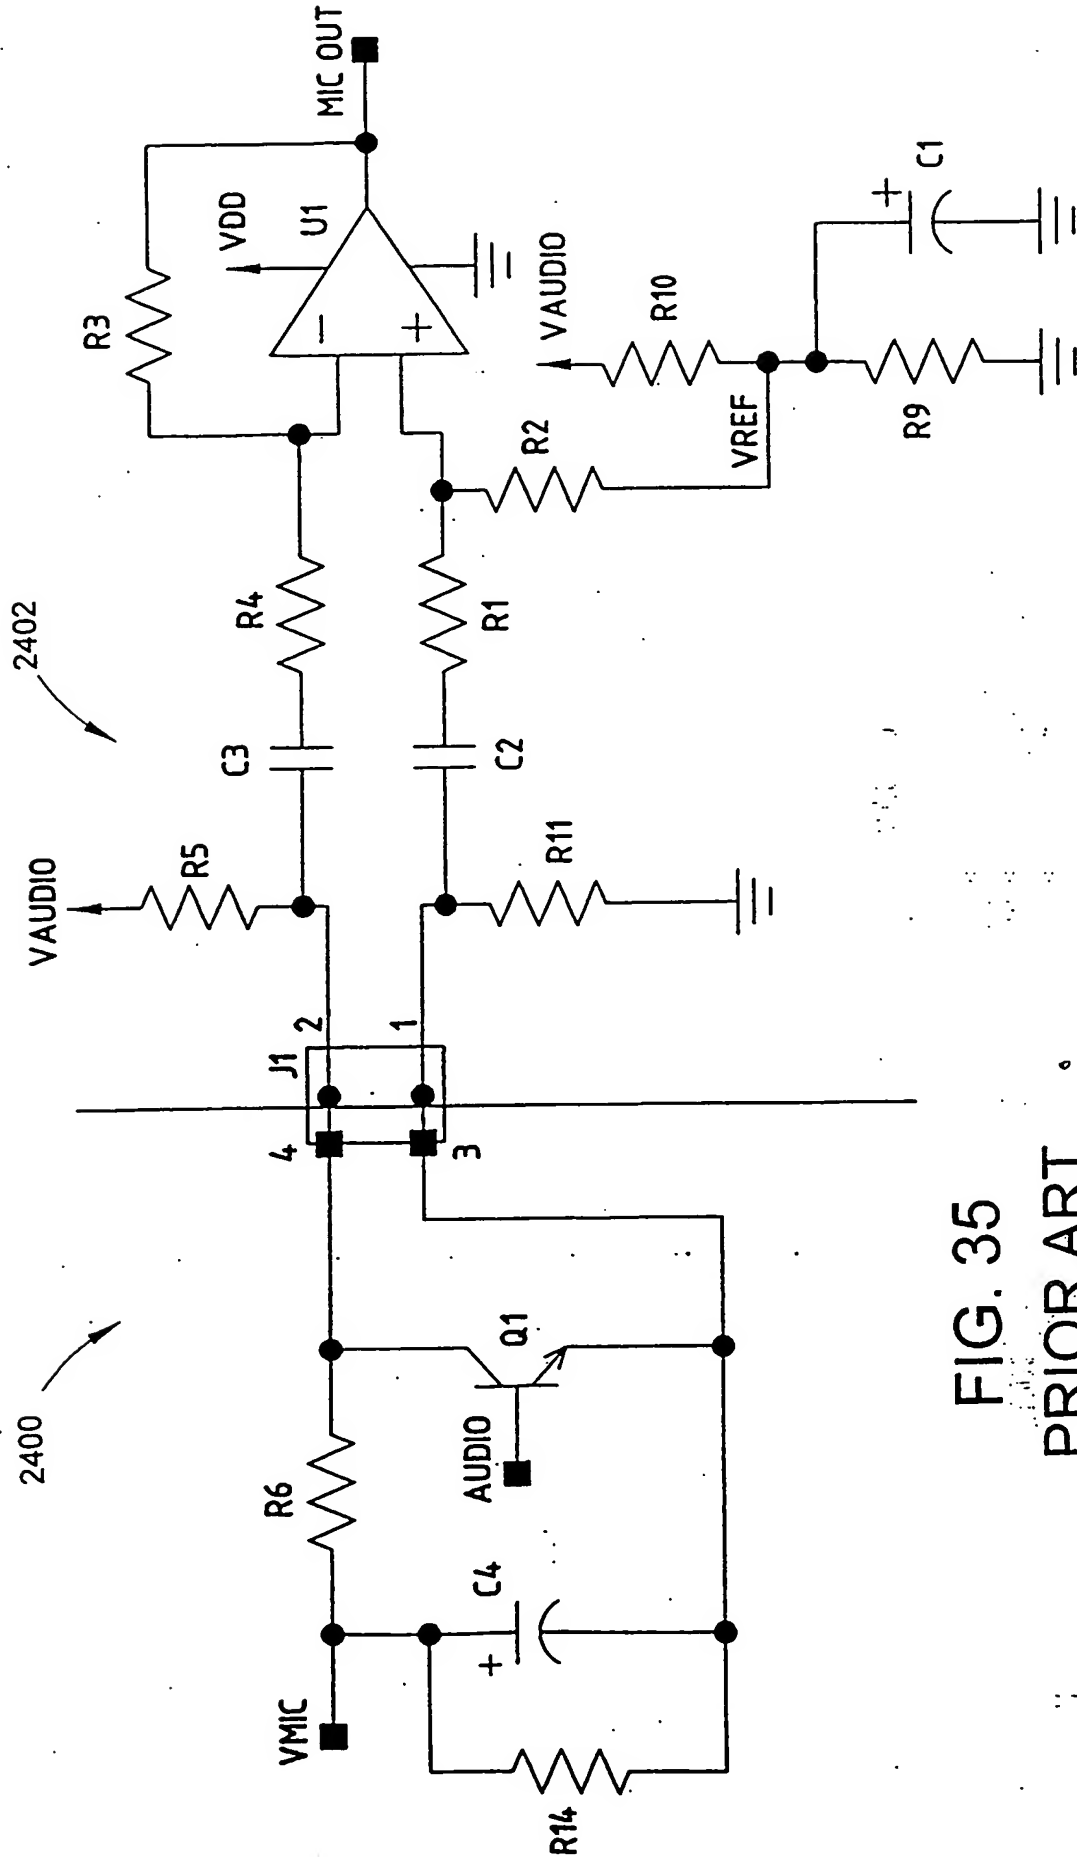 2400
2402
VMIC
R6
C4
+
R14
AUDIO
Q1
J1
4
2
3
1
VAUDIO
R5
R11
C3
C2
R4
R1
R3
R2
VREF
VDD
U1
−
+
MIC OUT
VAUDIO
R10
R9
+
C1
FIG. 35
PRIOR ART